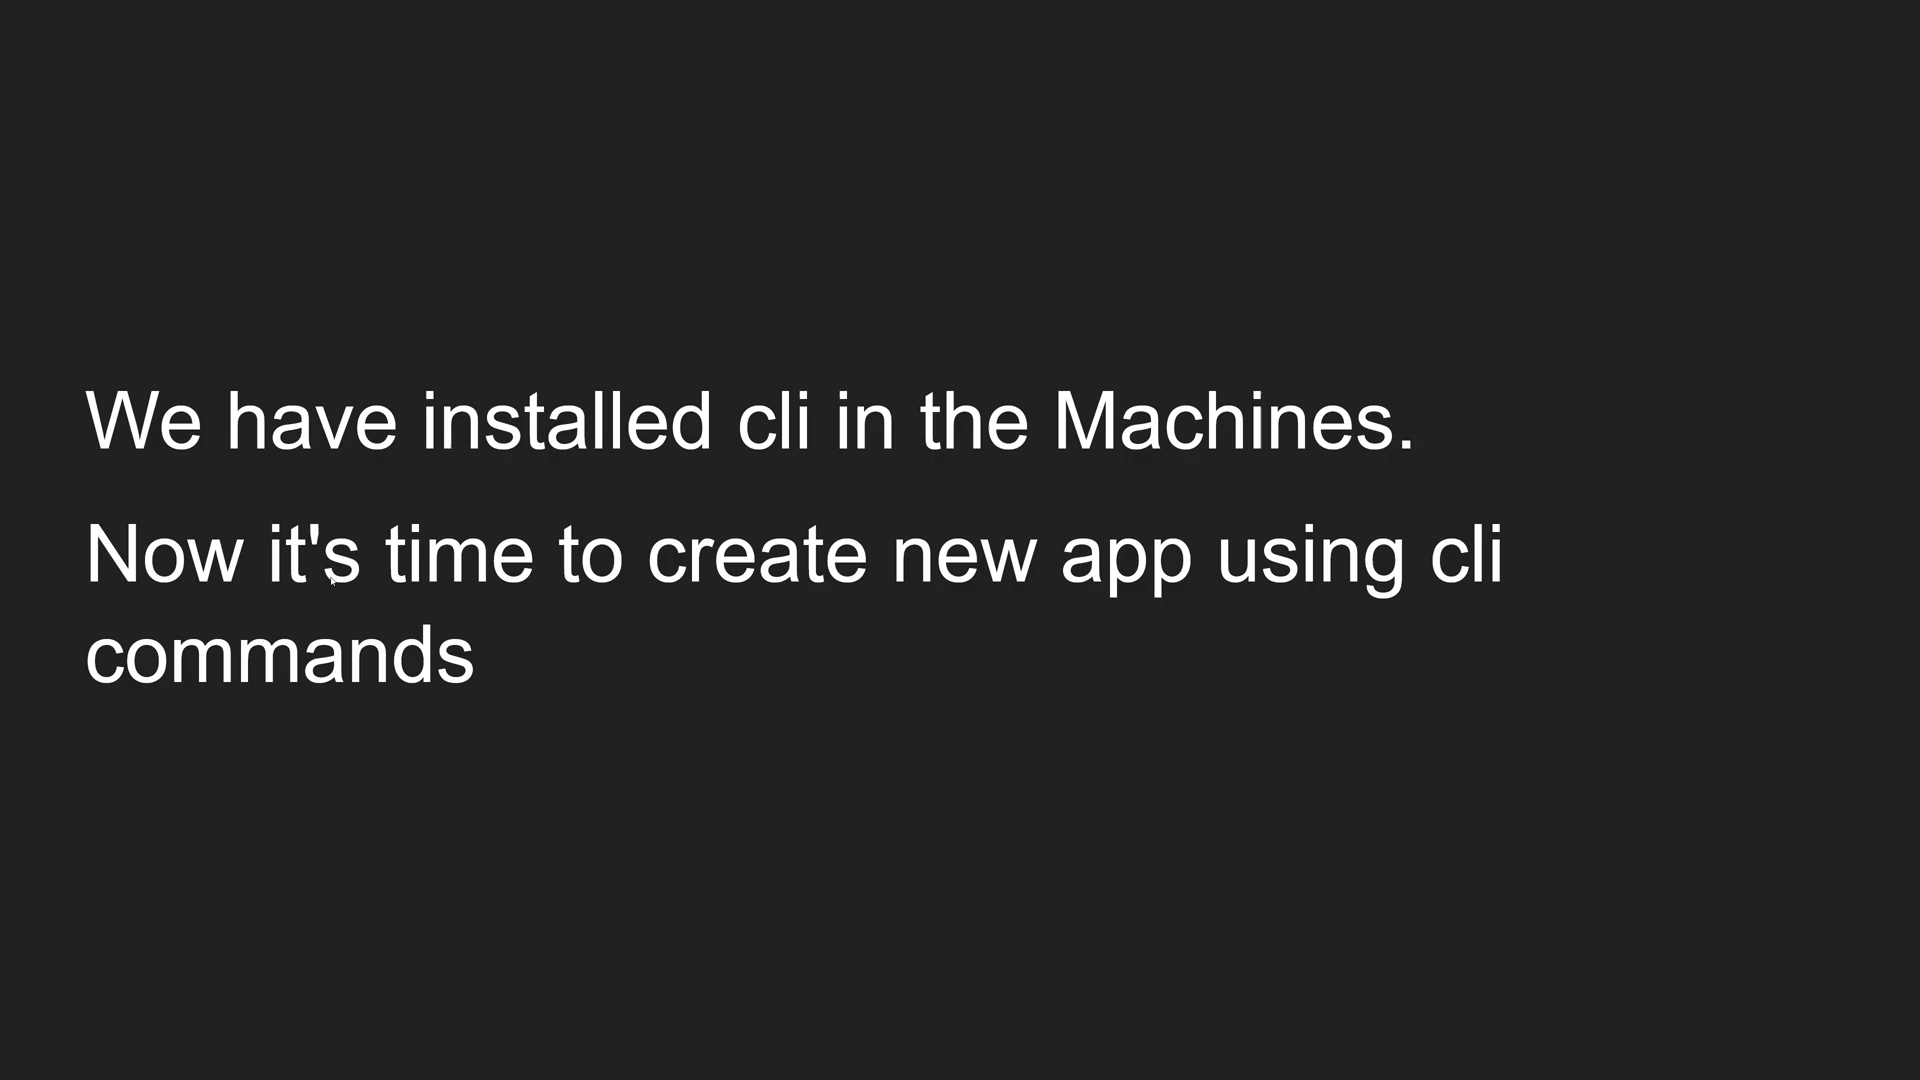 We have installed cli in the Machines.
Now it's time to create new app using cli
commands